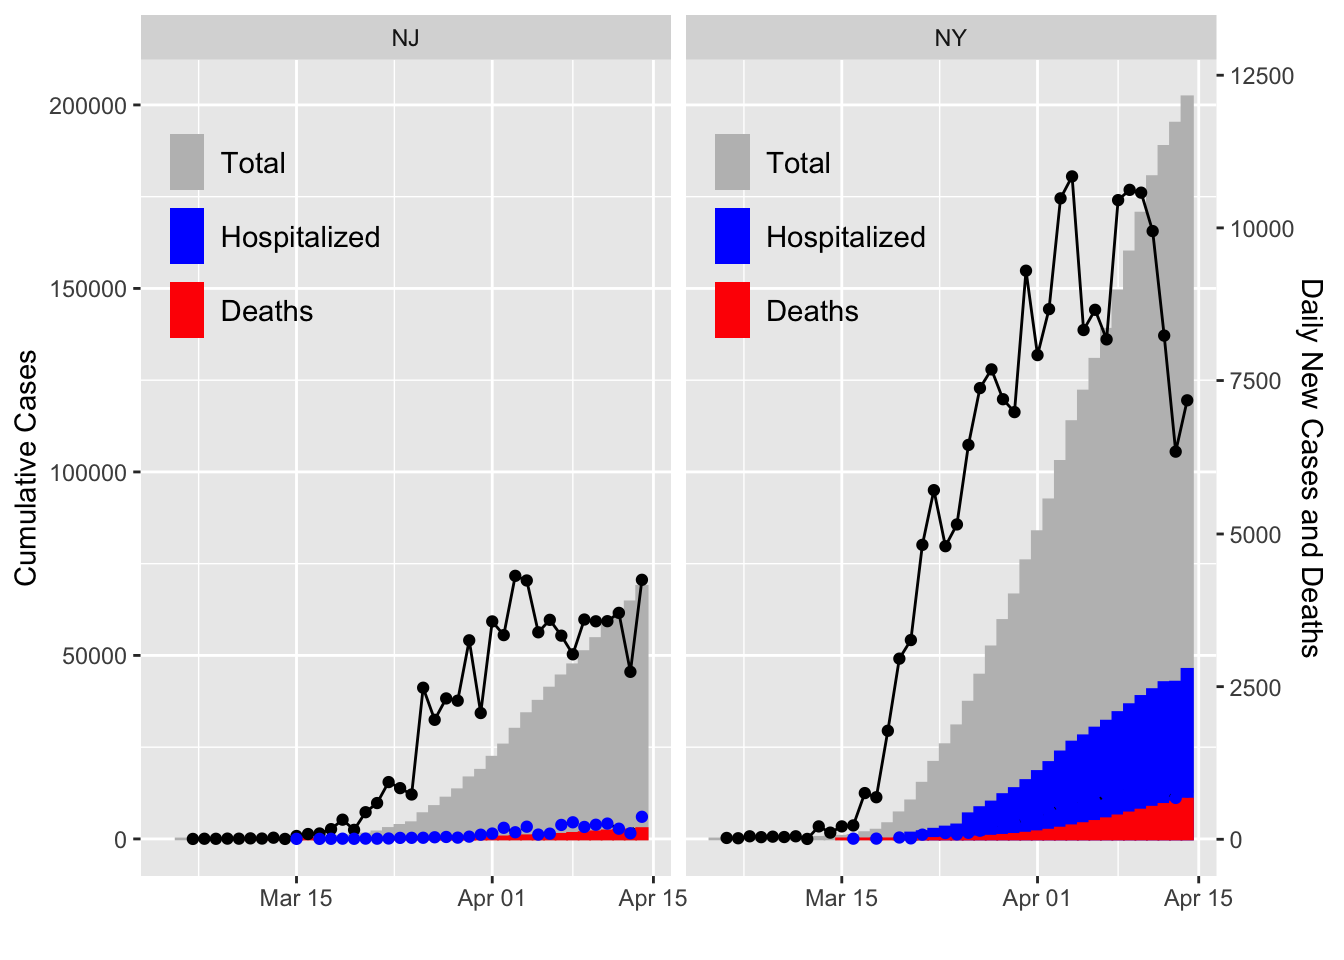 NJ
NY
Cumulative Cases
200000
150000
100000
50000
0
Total
Hospitalized
Deaths
Mar 15
Apr 01
Apr 15
Total
Hospitalized
Deaths
Mar 15
Apr 01
Apr 15
12500
10000
7500
5000
2500
0
Daily New Cases and Deaths